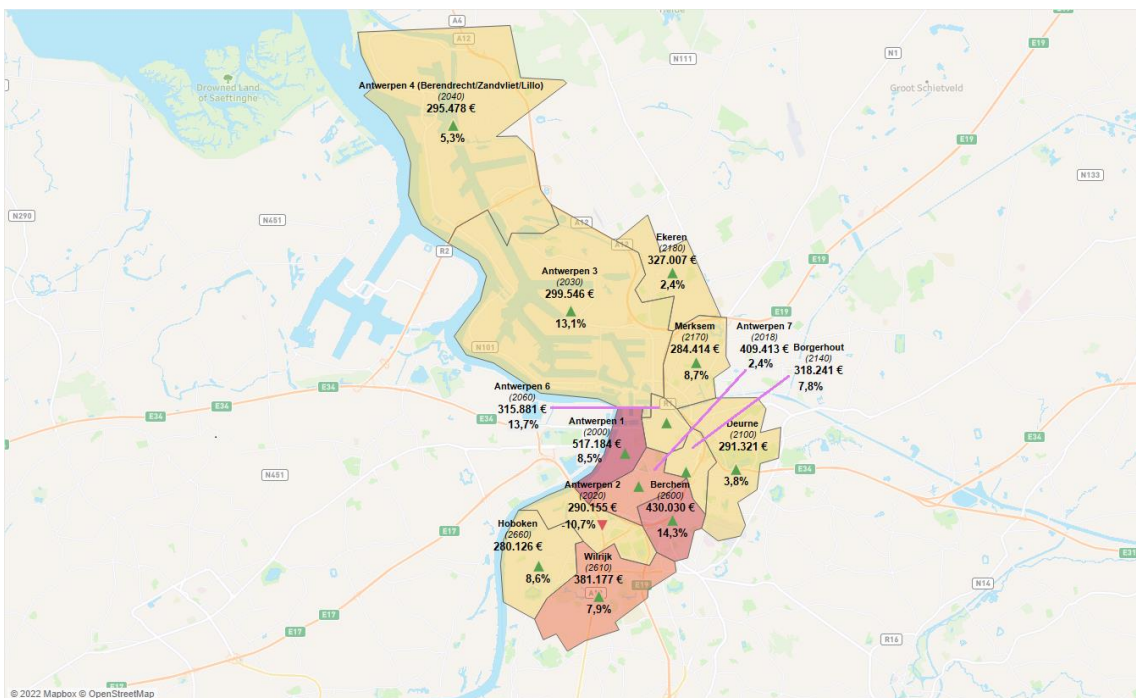 A4
A12
E19
N1
N111
Drowned Land
of Saeftinghe
Groot Schietveld
Antwerpen 4 (Berendrecht/Zandvliet/Lillo)
(2040)
295.478 €
5,3%
E19
N133
N290
N451
A12
R2
A12
Ekeren
(2180)
327.007 €
2,4%
E19
Antwerpen 3
(2030)
299.546 €
13,1%
E19
Merksem
(2170)
284.414 €
8,7%
Antwerpen 7
(2018)
409.413 €
2,4%
Borgerhout
(2140)
318.241 €
7,8%
N101
E34
E34
Antwerpen 6
(2060)
315.881 €
13,7%
R1
E34
Antwerpen 1
(2000)
517.184 €
8,5%
Deurne
(2100)
291.321 €
3,8%
E34
E34
N451
Antwerpen 2
(2020)
290.155 €
-10,7%
Berchem
(2600)
430.030 €
14,3%
Hoboken
(2660)
280.126 €
8,6%
Wilrijk
(2610)
381.177 €
7,9%
E19
E31
N14
E17
E17
E17
R16
© 2022 Mapbox © OpenStreetMap